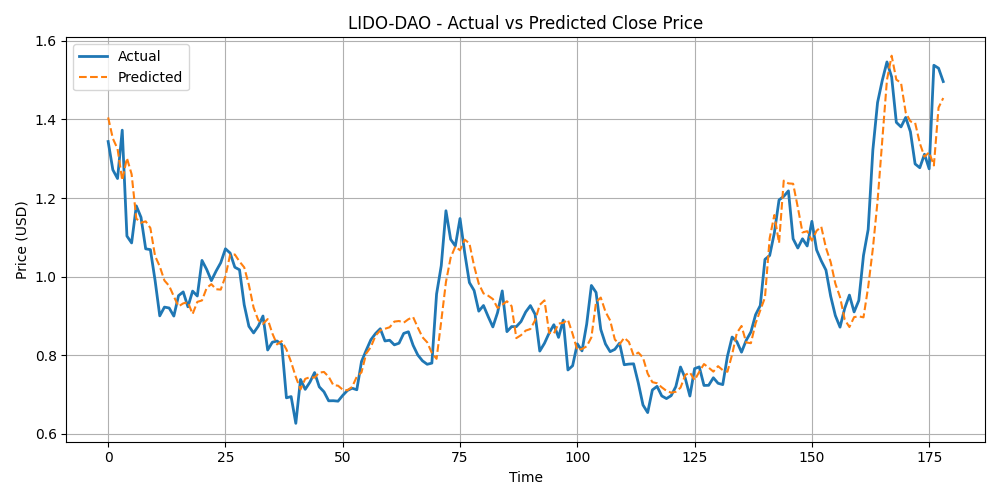 LIDO-DAO - Actual vs Predicted Close Price
Actual
Predicted
Price (USD)
1.6
1.4
1.2
1.0
0.8
0.6
0 25 50 75 100 125 150 175
Time